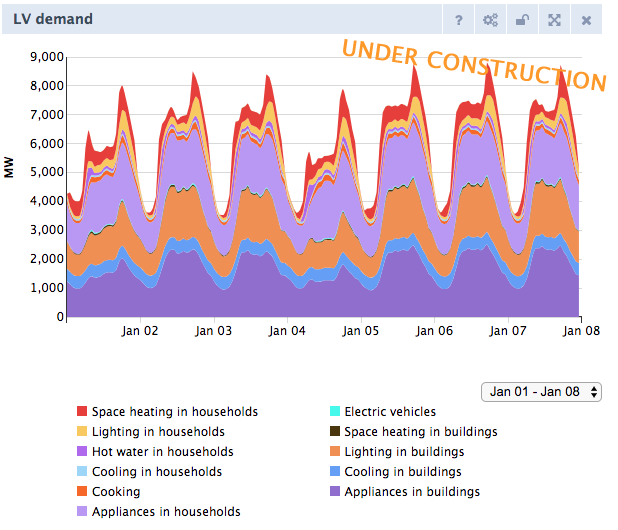 LV demand
?
UNDER CONSTRUCTION
9,000
8,000
7,000
6,000
5,000
4,000
3,000
2,000
1,000
0
MW
Jan 02 Jan 03 Jan 04 Jan 05 Jan 06 Jan 07 Jan 08
Jan 01 - Jan 08
Space heating in households Electric vehicles
Lighting in households Space heating in buildings
Hot water in households Lighting in buildings
Cooling in households Cooling in buildings
Cooking Appliances in buildings
Appliances in households